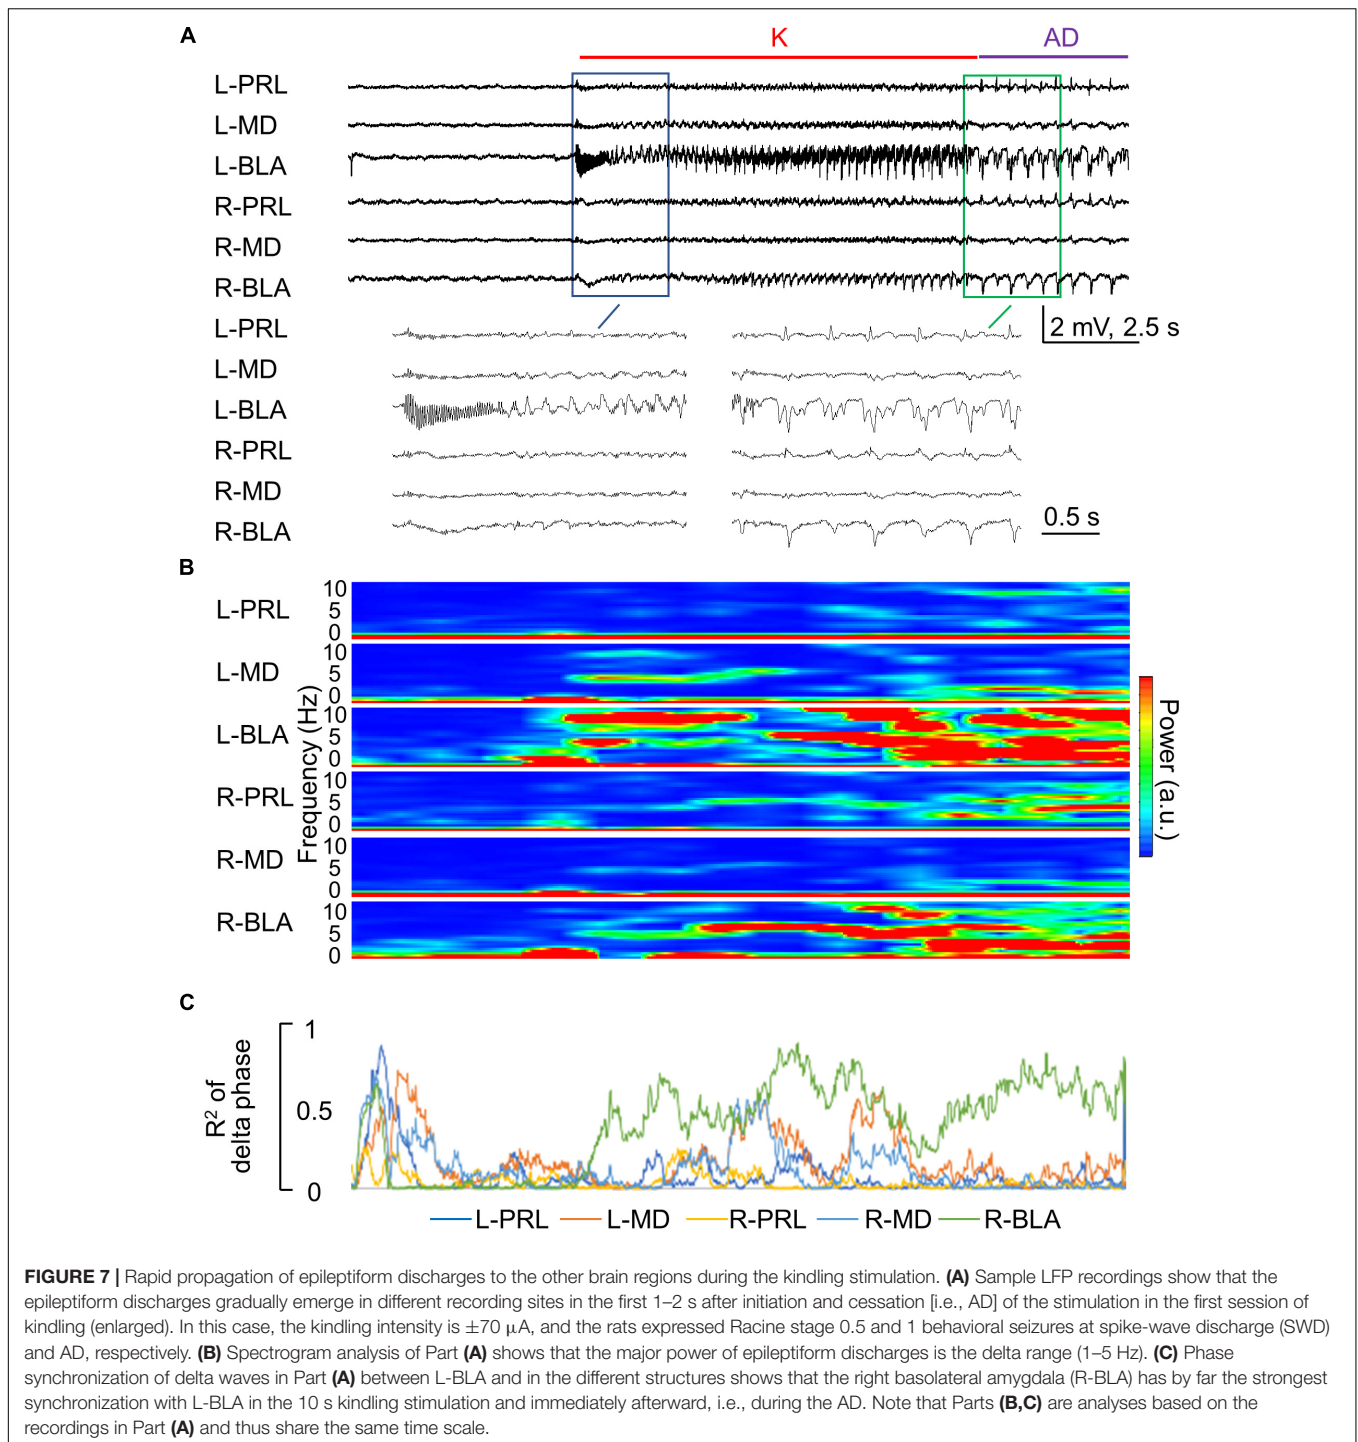 A
K
AD
L-PRL
L-MD
L-BLA
R-PRL
R-MD
R-BLA
2 mV, 2.5 s
L-PRL
L-MD
L-BLA
R-PRL
R-MD
R-BLA
0.5 s
B
Frequency (Hz)
L-PRL
10
5
0
L-MD
10
5
0
L-BLA
10
5
0
R-PRL
10
5
0
R-MD
10
5
0
R-BLA
10
5
0
Power (a.u.)
C
R² of
delta phase
1
0.5
0
L-PRL L-MD R-PRL R-MD R-BLA
FIGURE 7 | Rapid propagation of epileptiform discharges to the other brain regions during the kindling stimulation. (A) Sample LFP recordings show that the
epileptiform discharges gradually emerge in different recording sites in the first 1–2 s after initiation and cessation [i.e., AD] of the stimulation in the first session of
kindling (enlarged). In this case, the kindling intensity is ±70 μA, and the rats expressed Racine stage 0.5 and 1 behavioral seizures at spike-wave discharge (SWD)
and AD, respectively. (B) Spectrogram analysis of Part (A) shows that the major power of epileptiform discharges is the delta range (1–5 Hz). (C) Phase
synchronization of delta waves in Part (A) between L-BLA and in the different structures shows that the right basolateral amygdala (R-BLA) has by far the strongest
synchronization with L-BLA in the 10 s kindling stimulation and immediately afterward, i.e., during the AD. Note that Parts (B,C) are analyses based on the
recordings in Part (A) and thus share the same time scale.